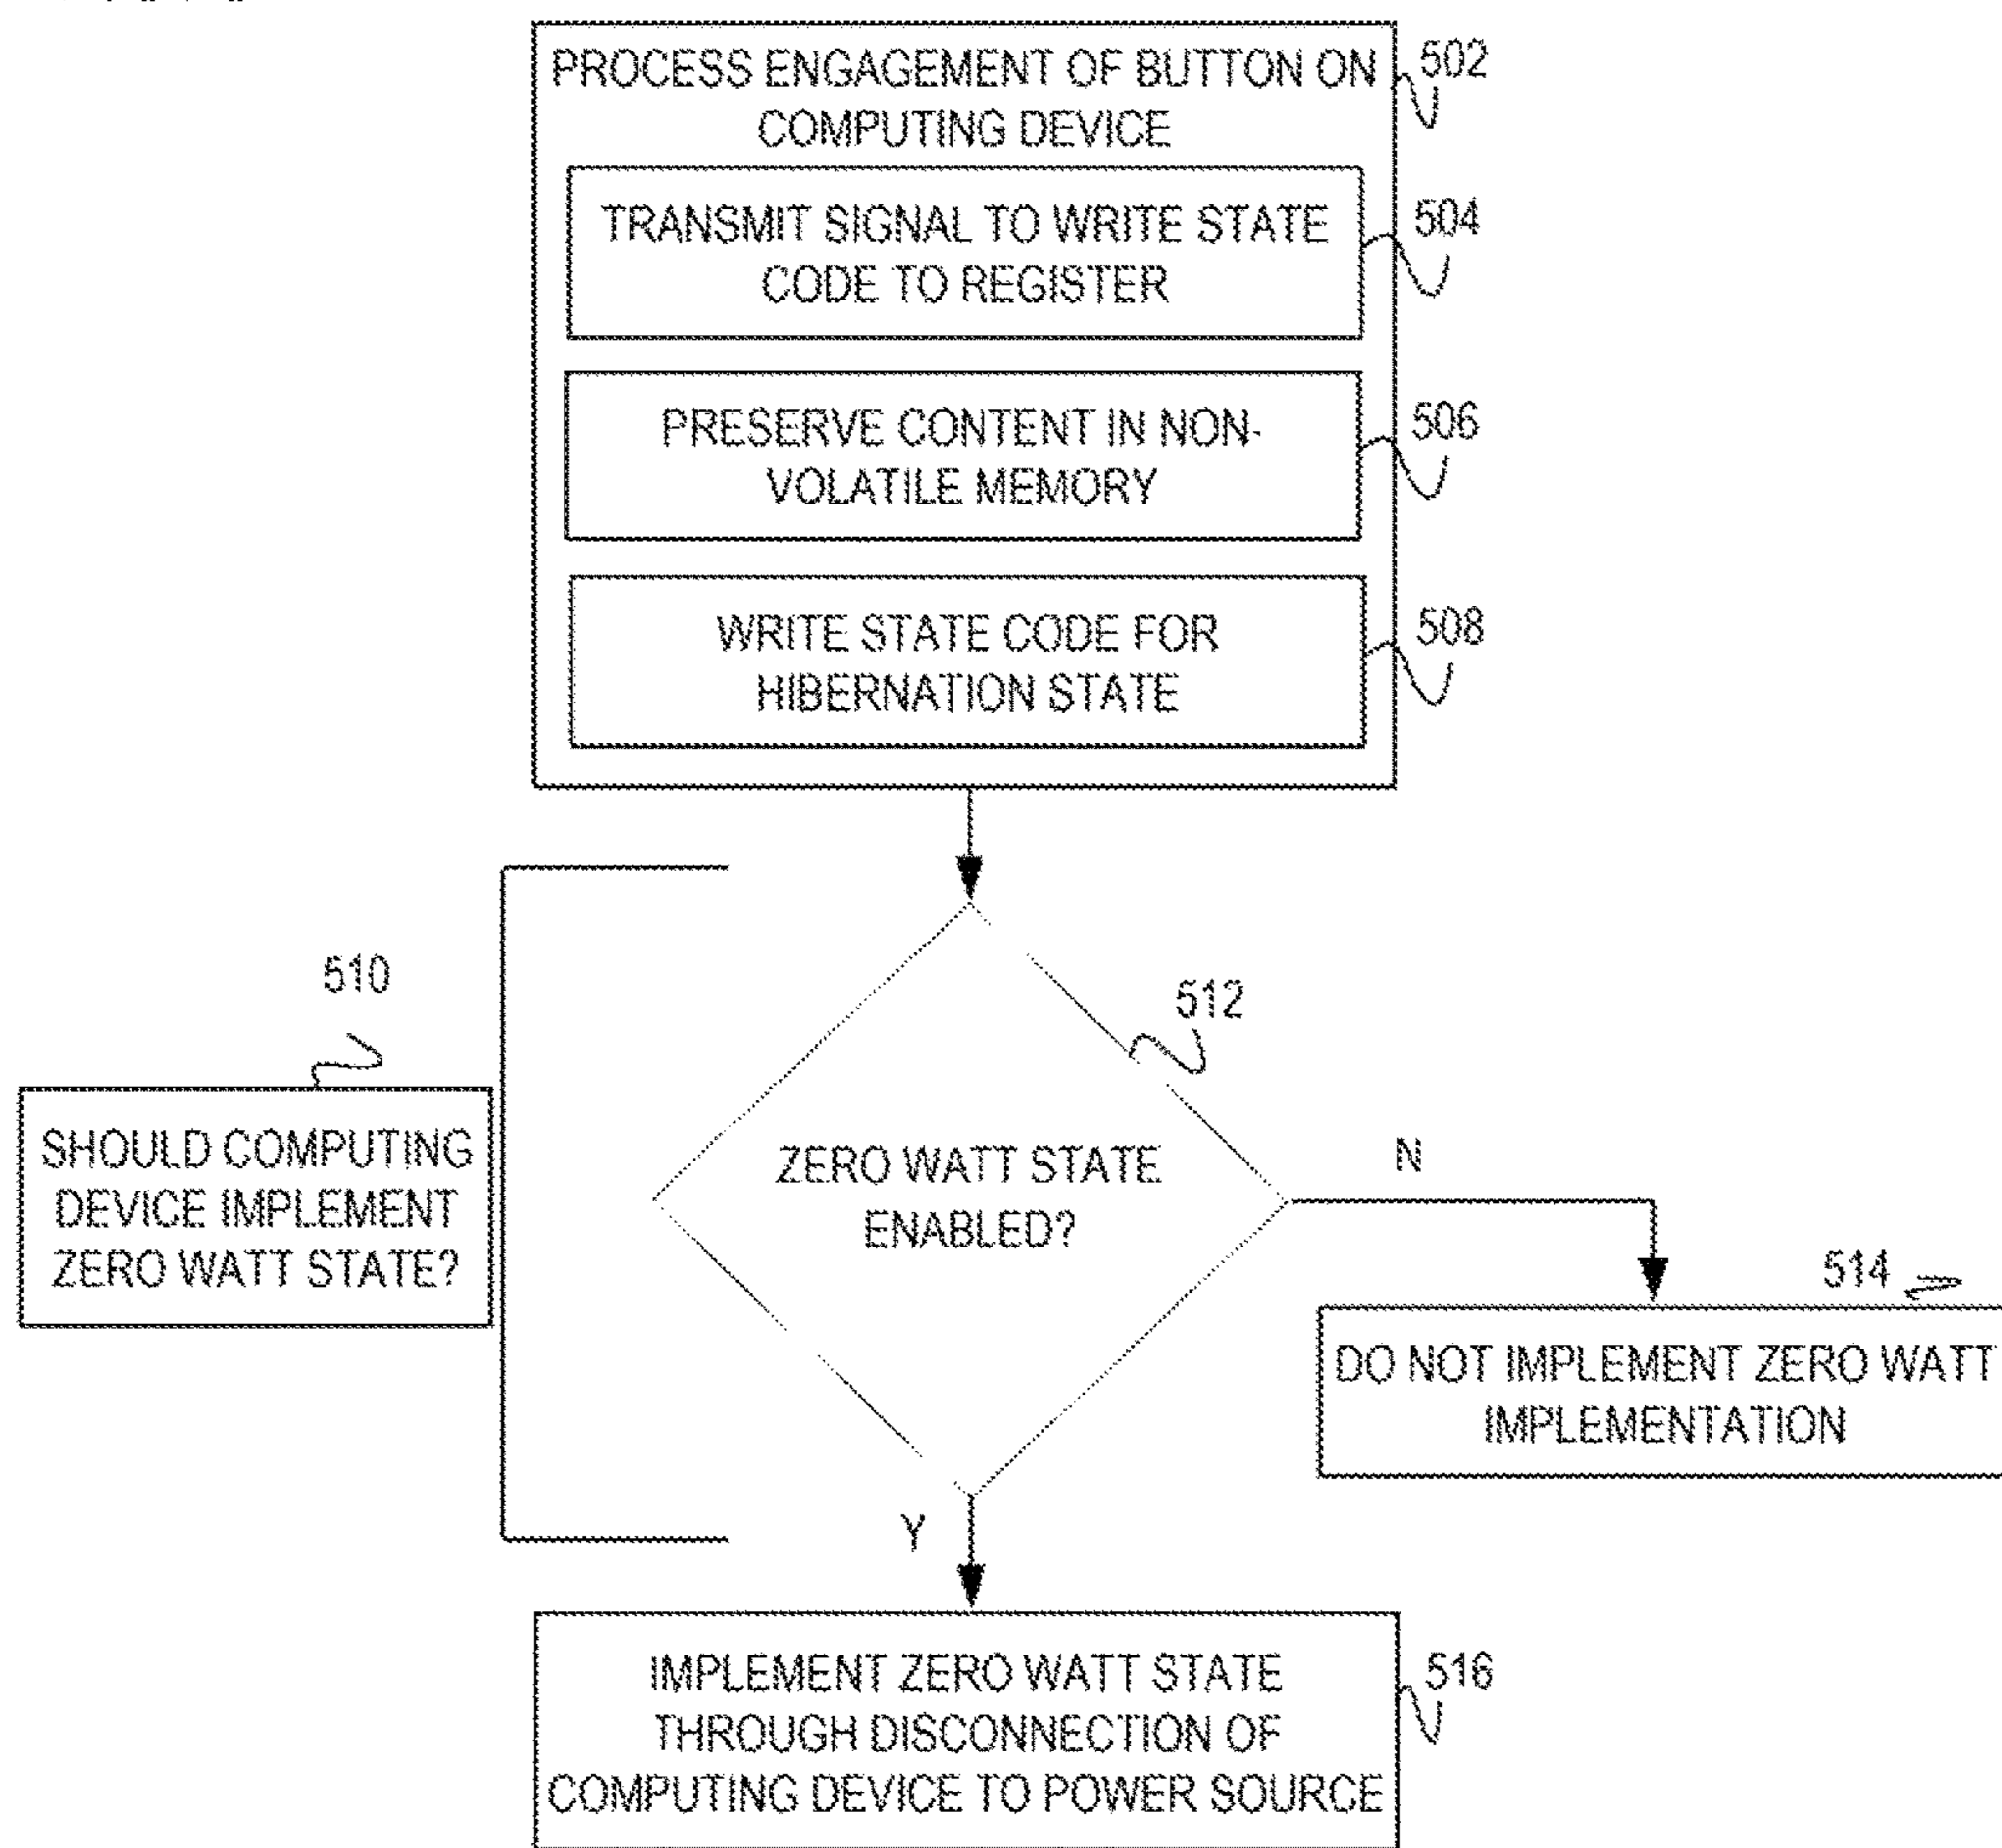 PROCESS ENGAGEMENT OF BUTTON ON
COMPUTING DEVICE
502
TRANSMIT SIGNAL TO WRITE STATE
CODE TO REGISTER
504
PRESERVE CONTENT IN NON-
VOLATILE MEMORY
506
WRITE STATE CODE FOR
HIBERNATION STATE
508
510
SHOULD COMPUTING
DEVICE IMPLEMENT
ZERO WATT STATE?
512
ZERO WATT STATE
ENABLED?
N
514
DO NOT IMPLEMENT ZERO WATT
IMPLEMENTATION
Y
IMPLEMENT ZERO WATT STATE
THROUGH DISCONNECTION OF
COMPUTING DEVICE TO POWER SOURCE
516